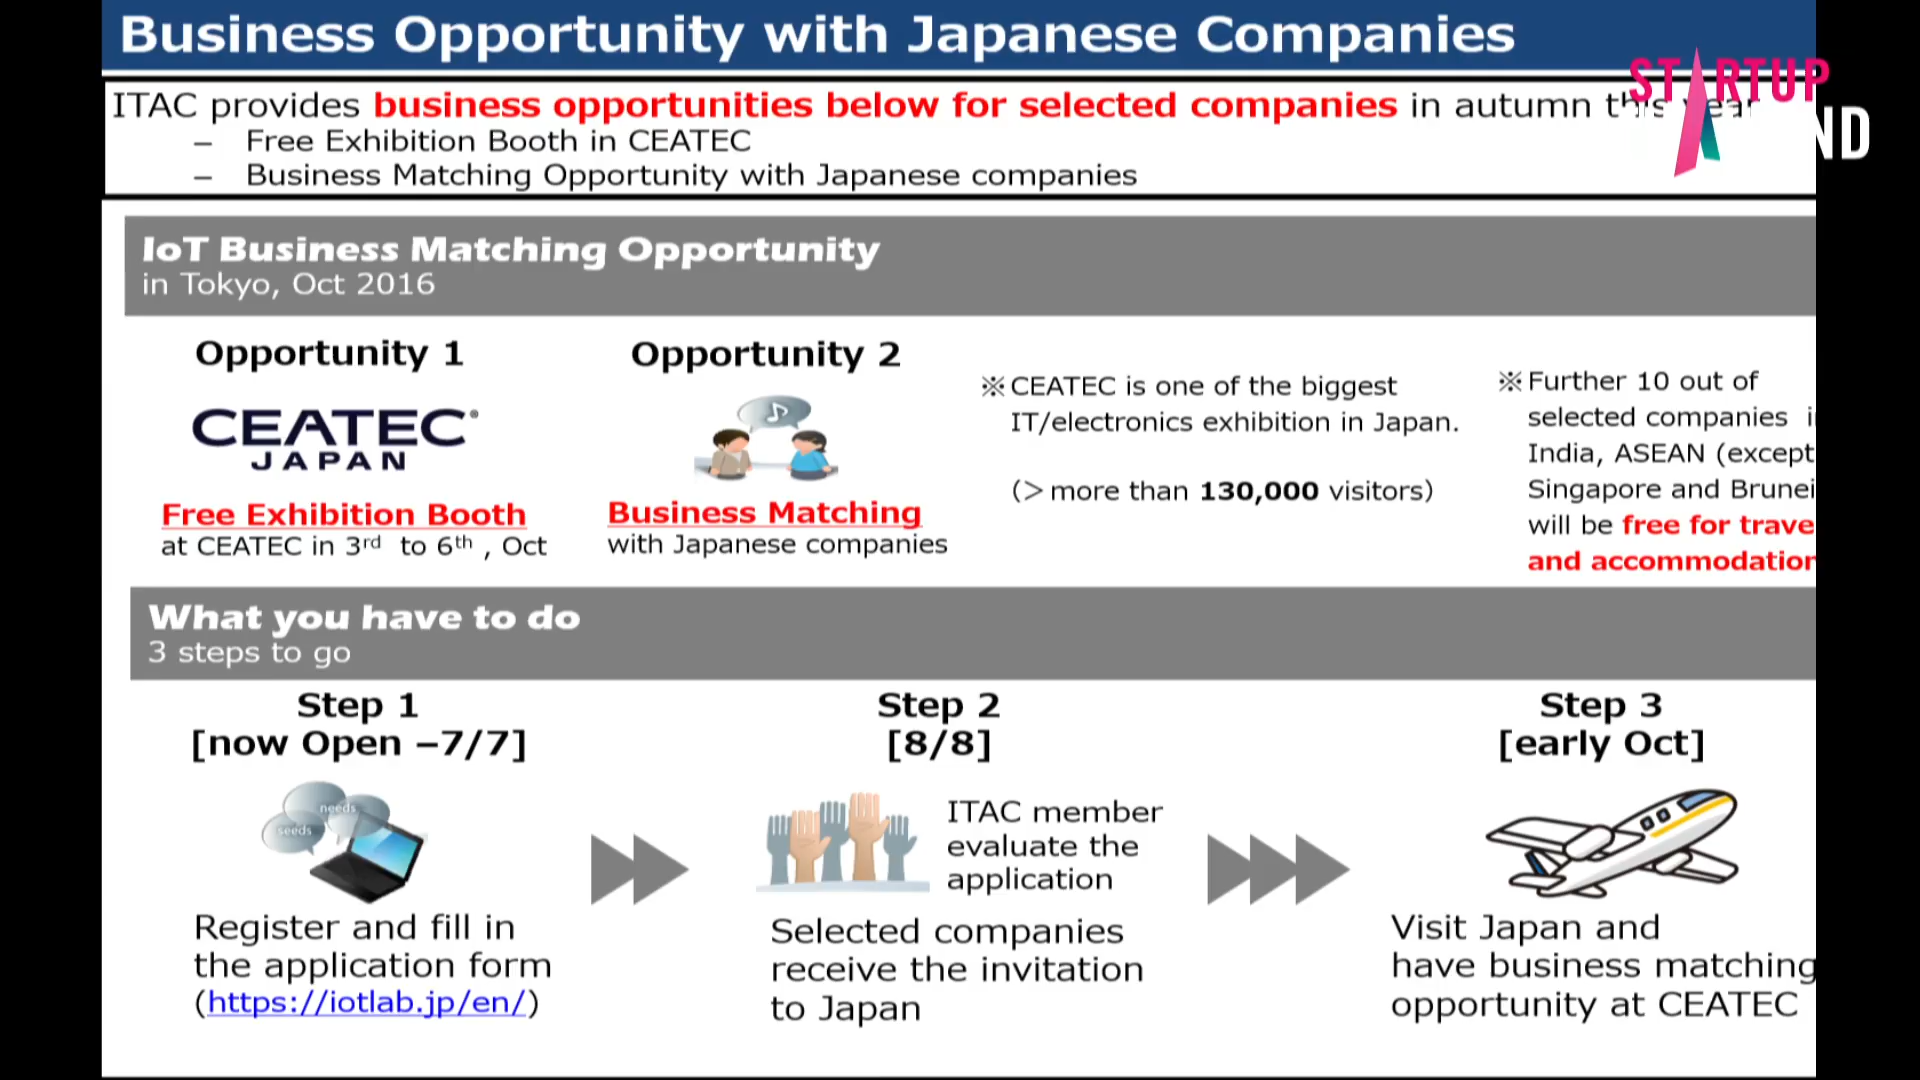 Business Opportunity with Japanese Companies
ITAC provides business opportunities below for selected companies in autumn this year
– Free Exhibition Booth in CEATEC
– Business Matching Opportunity with Japanese companies
STARTUP
ND
IoT Business Matching Opportunity
in Tokyo, Oct 2016
Opportunity 1
CEATEC
JAPAN
Free Exhibition Booth
at CEATEC in 3rd to 6th , Oct
Opportunity 2
Business Matching
with Japanese companies
※CEATEC is one of the biggest
IT/electronics exhibition in Japan.
(> more than 130,000 visitors)
※Further 10 out of
selected companies
India, ASEAN (except
Singapore and Brunei
will be free for trave
and accommodation
What you have to do
3 steps to go
Step 1
[now Open –7/7]
needs
seeds
Register and fill in
the application form
(https://iotlab.jp/en/)
Step 2
[8/8]
ITAC member
evaluate the
application
Selected companies
receive the invitation
to Japan
Step 3
[early Oct]
Visit Japan and
have business matching
opportunity at CEATEC